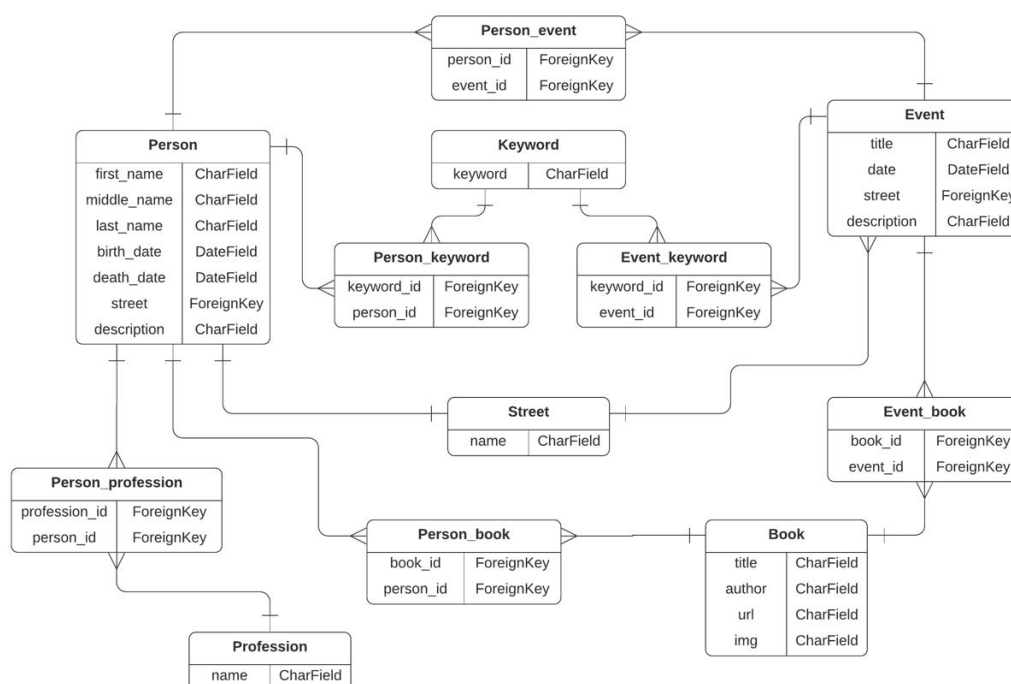 Person_event
person_id ForeignKey
event_id ForeignKey
Event
title CharField
date DateField
street ForeignKey
description CharField
Person
first_name CharField
middle_name CharField
last_name CharField
birth_date DateField
death_date DateField
street ForeignKey
description CharField
Keyword
keyword CharField
Person_keyword
keyword_id ForeignKey
person_id ForeignKey
Event_keyword
keyword_id ForeignKey
event_id ForeignKey
Street
name CharField
Event_book
book_id ForeignKey
event_id ForeignKey
Person_profession
profession_id ForeignKey
person_id ForeignKey
Person_book
book_id ForeignKey
person_id ForeignKey
Book
title CharField
author CharField
url CharField
img CharField
Profession
name CharField